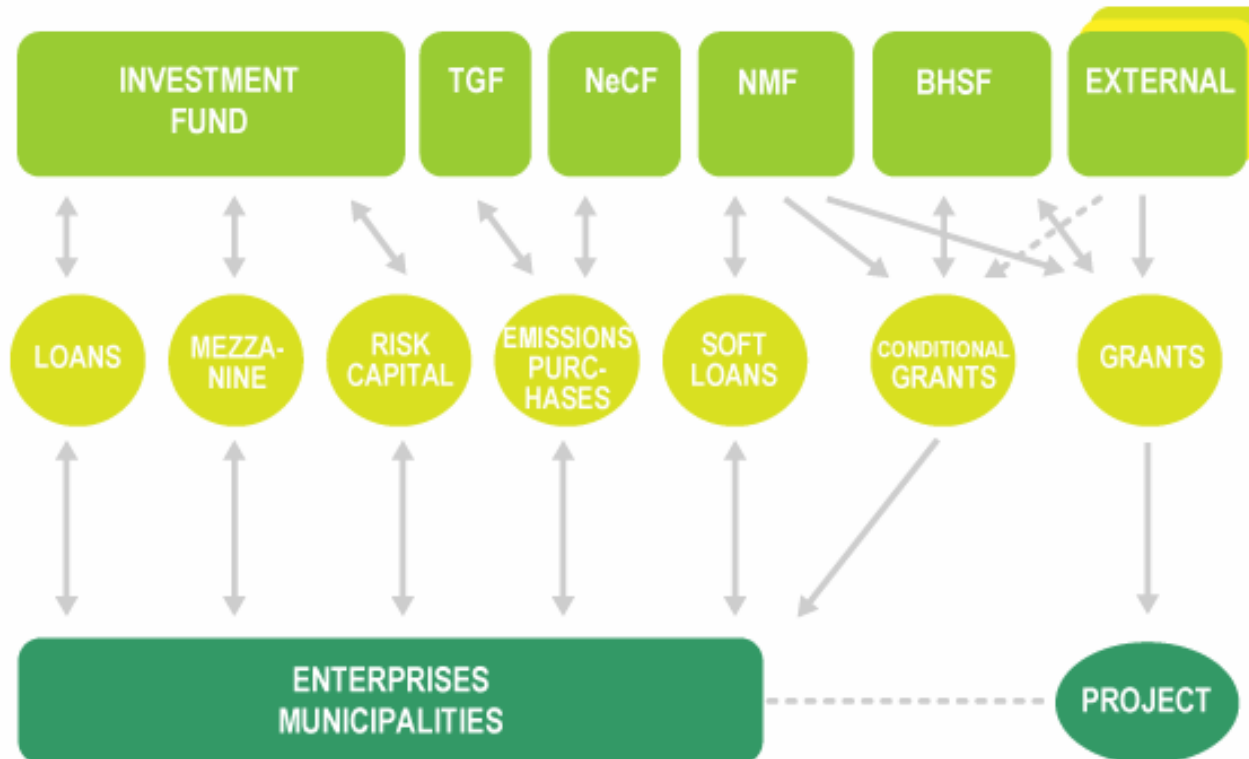 INVESTMENT
FUND
TGF
NeCF
NMF
BHSF
EXTERNAL
LOANS
MEZZA-
NINE
RISK
CAPITAL
EMISSIONS
PURC-
HASES
SOFT
LOANS
CONDITIONAL
GRANTS
GRANTS
ENTERPRISES
MUNICIPALITIES
PROJECT